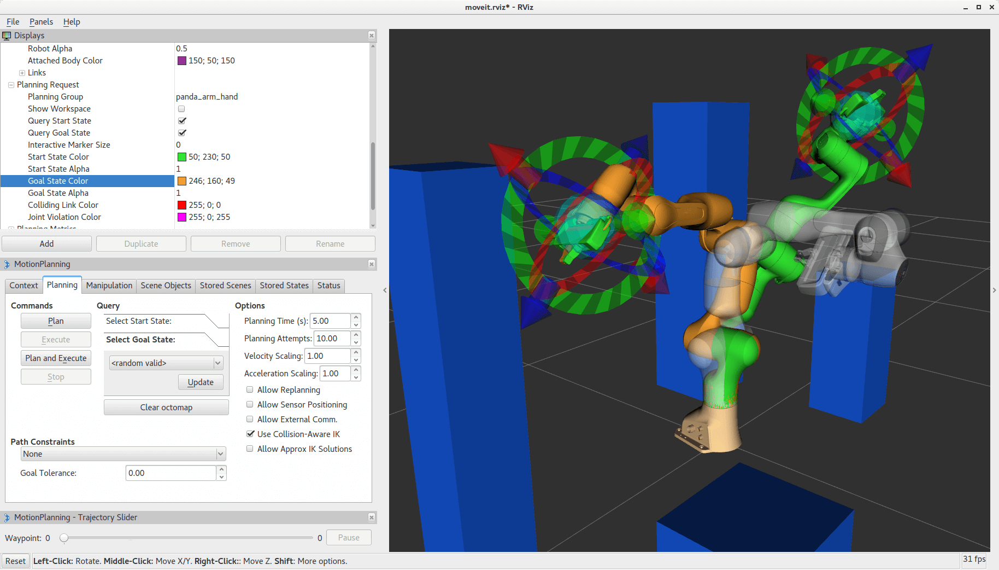 moveit.rviz* - RViz
File Panels Help
Displays
Robot Alpha 0.5
Attached Body Color 150; 50; 150
Links
Planning Request
Planning Group panda_arm_hand
Show Workspace
Query Start State
Query Goal State
Interactive Marker Size 0
Start State Color 50; 230; 50
Start State Alpha 1
Goal State Color 246; 160; 49
Goal State Alpha 1
Colliding Link Color 255; 0; 0
Joint Violation Color 255; 0; 255
Planning Metrics
Add Duplicate Remove Rename
MotionPlanning
Context Planning Manipulation Scene Objects Stored Scenes Stored States Status
Commands Query Options
Plan Select Start State: Planning Time (s): 5.00
Execute Select Goal State: Planning Attempts: 10.00
Plan and Execute <random valid> Velocity Scaling: 1.00
Stop Update Acceleration Scaling: 1.00
Allow Replanning
Clear octomap Allow Sensor Positioning
Allow External Comm.
Use Collision-Aware IK
Path Constraints
None Allow Approx IK Solutions
Goal Tolerance: 0.00
MotionPlanning - Trajectory Slider
Waypoint: 0 0 Pause
Reset Left-Click: Rotate. Middle-Click: Move X/Y. Right-Click:: Move Z. Shift: More options. 31 fps